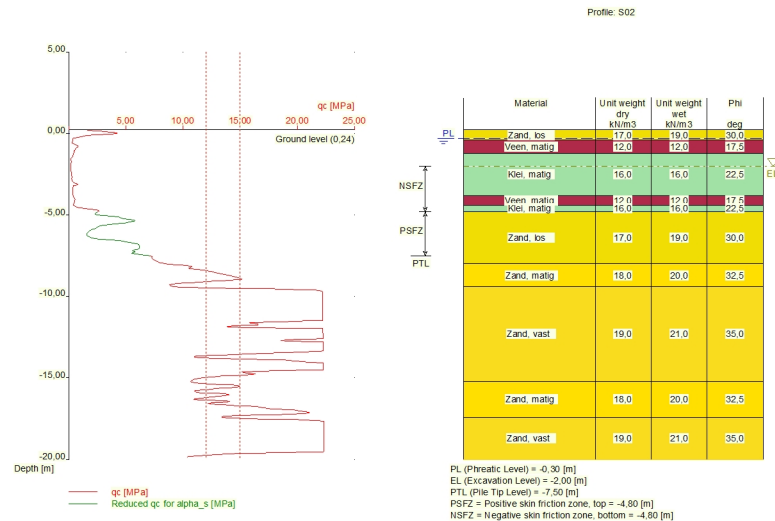 Profile: S02
5,00
qc [MPa]
5,00 10,00 15,00 20,00 25,00
0,00
Ground level (0,24)
-5,00
-10,00
-15,00
-20,00
Depth [m]
qc [MPa]
Reduced qc for alpha_s [MPa]
PL
NSFZ
PSFZ
PTL
Material Unit weight dry kN/m3 Unit weight wet kN/m3 Phi deg
Zand, los 17,0 19,0 30,0
Veen, matig 12,0 12,0 17,5
Klei, matig 16,0 16,0 22,5
Veen, matig 12,0 12,0 17,5
Klei, matig 16,0 16,0 22,5
Zand, los 17,0 19,0 30,0
Zand, matig 18,0 20,0 32,5
Zand, vast 19,0 21,0 35,0
Zand, matig 18,0 20,0 32,5
Zand, vast 19,0 21,0 35,0
PL (Phreatic Level) = -0,30 [m]
EL (Excavation Level) = -2,00 [m]
PTL (Pile Tip Level) = -7,50 [m]
PSFZ = Positive skin friction zone, top = -4,80 [m]
NSFZ = Negative skin friction zone, bottom = -4,80 [m]